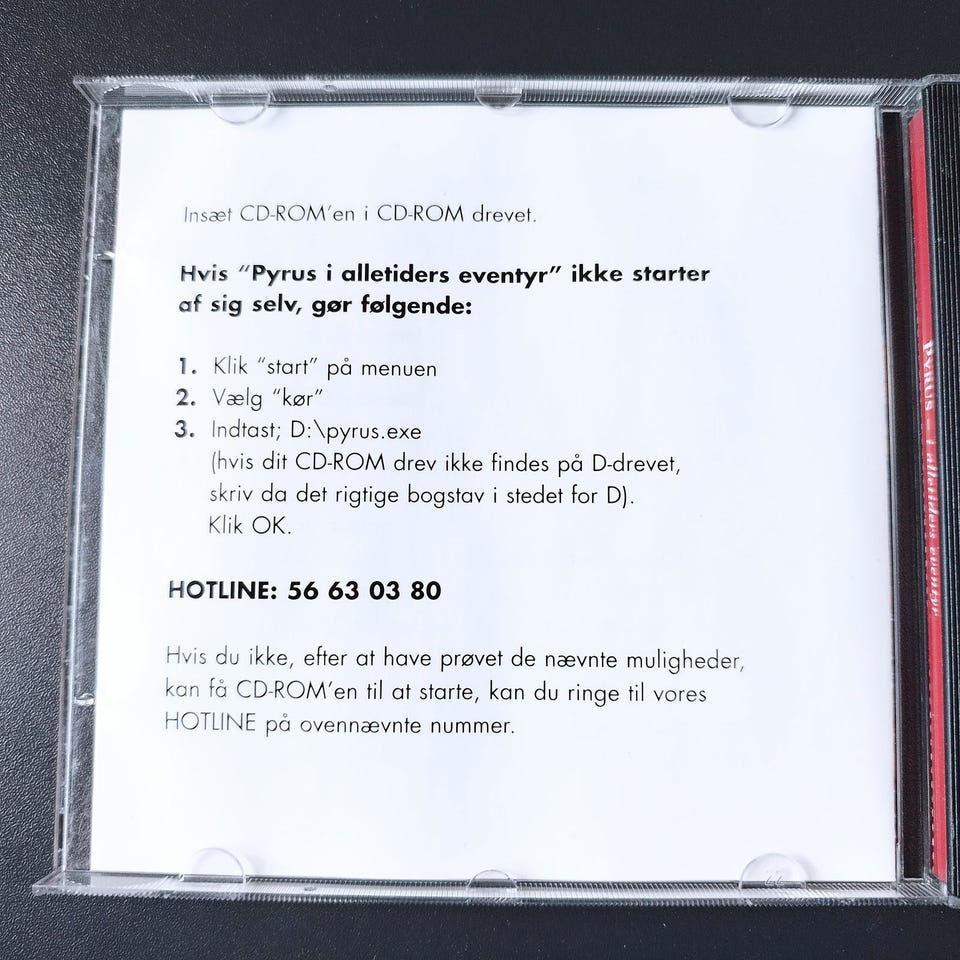 Insæt CD-ROM'en i CD-ROM drevet.
Hvis “Pyrus i alletiders eventyr” ikke starter
af sig selv, gør følgende:
1. Klik “start” på menuen
2. Vælg “kør”
3. Indtast; D:\pyrus.exe
(hvis dit CD-ROM drev ikke findes på D-drevet,
skriv da det rigtige bogstav i stedet for D).
Klik OK.
HOTLINE: 56 63 03 80
Hvis du ikke, efter at have prøvet de nævnte muligheder,
kan få CD-ROM'en til at starte, kan du ringe til vores
HOTLINE på ovennævnte nummer.
Pyrus - i alletiders eventyr